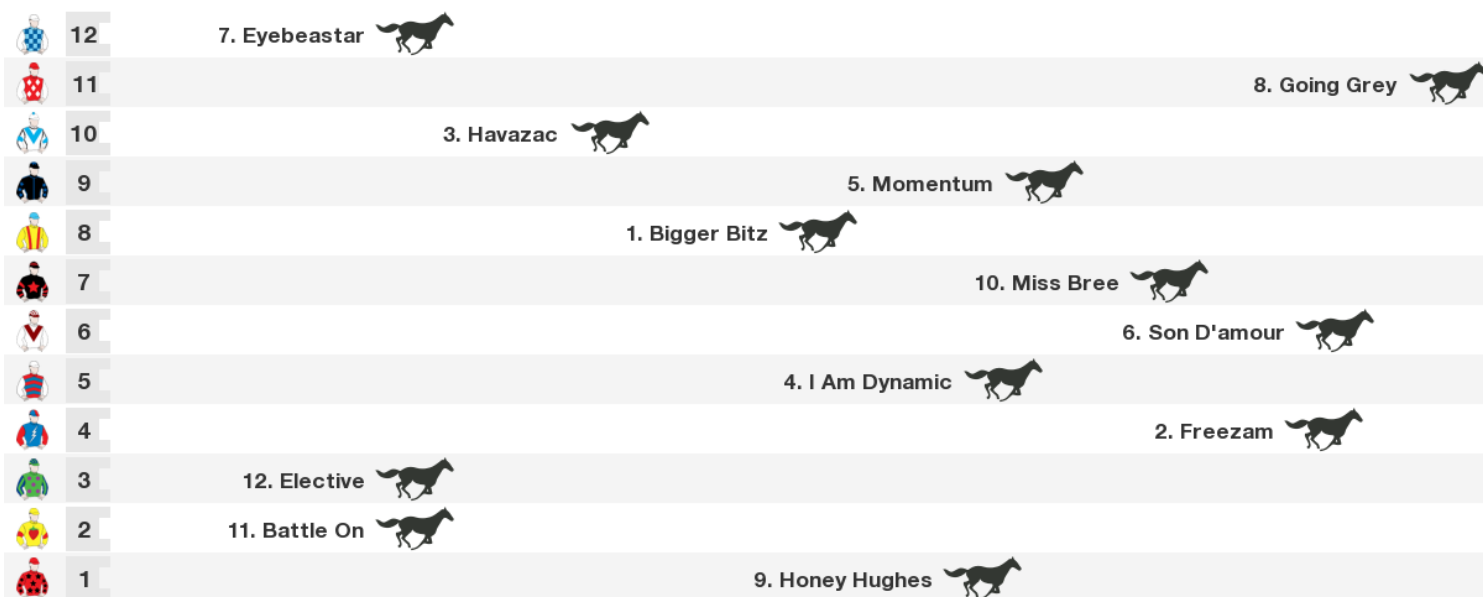 12 7. Eyebeastar
11 8. Going Grey
10 3. Havazac
9 5. Momentum
8 1. Bigger Bitz
7 10. Miss Bree
6 6. Son D'amour
5 4. I Am Dynamic
4 2. Freezam
3 12. Elective
2 11. Battle On
1 9. Honey Hughes